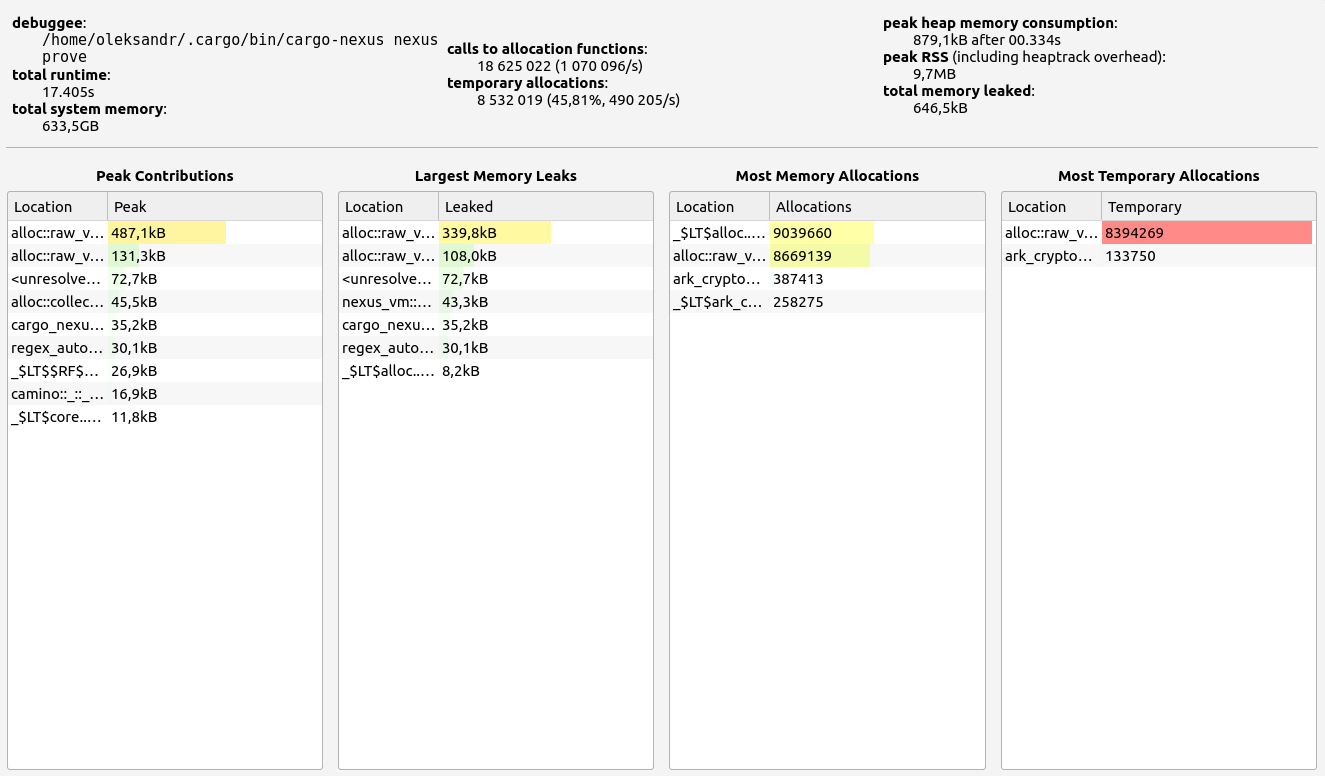 debuggee:
/home/oleksandr/.cargo/bin/cargo-nexus nexus
prove
total runtime:
17.405s
total system memory:
633,5GB
calls to allocation functions:
18 625 022 (1 070 096/s)
temporary allocations:
8 532 019 (45,81%, 490 205/s)
peak heap memory consumption:
879,1kB after 00.334s
peak RSS (including heaptrack overhead):
9,7MB
total memory leaked:
646,5kB
Peak Contributions
Location Peak
alloc::raw_v... 487,1kB
alloc::raw_v... 131,3kB
<unresolve... 72,7kB
alloc::collec... 45,5kB
cargo_nexu... 35,2kB
regex_auto... 30,1kB
_$LT$$RF$... 26,9kB
camino::_::_... 16,9kB
_$LT$core..... 11,8kB
Largest Memory Leaks
Location Leaked
alloc::raw_v... 339,8kB
alloc::raw_v... 108,0kB
<unresolve... 72,7kB
nexus_vm::... 43,3kB
cargo_nexu... 35,2kB
regex_auto... 30,1kB
_$LT$alloc..... 8,2kB
Most Memory Allocations
Location Allocations
_$LT$alloc..... 9039660
alloc::raw_v... 8669139
ark_crypto... 387413
_$LT$ark_c... 258275
Most Temporary Allocations
Location Temporary
alloc::raw_v... 8394269
ark_crypto... 133750